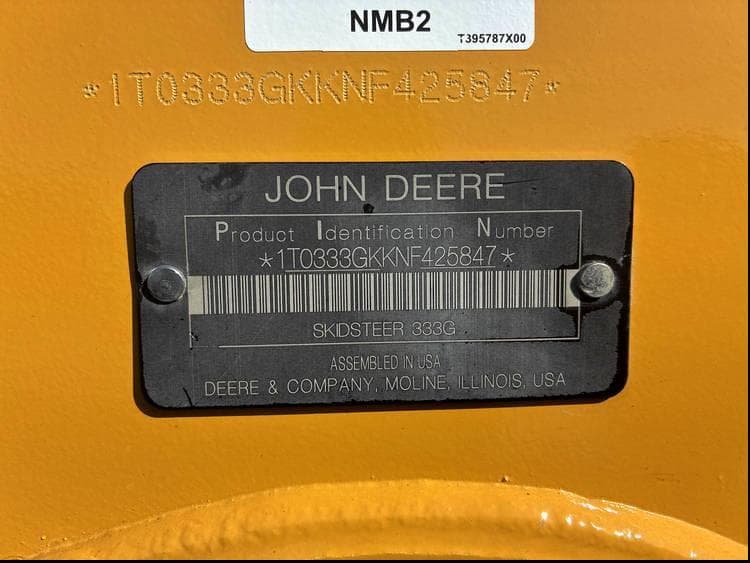 NMB2
T395787X00
*1T0333GKKNF425847*
JOHN DEERE
Product Identification Number
*1T0333GKKNF425847*
SKIDSTEER 333G
ASSEMBLED IN USA
DEERE & COMPANY, MOLINE, ILLINOIS, USA